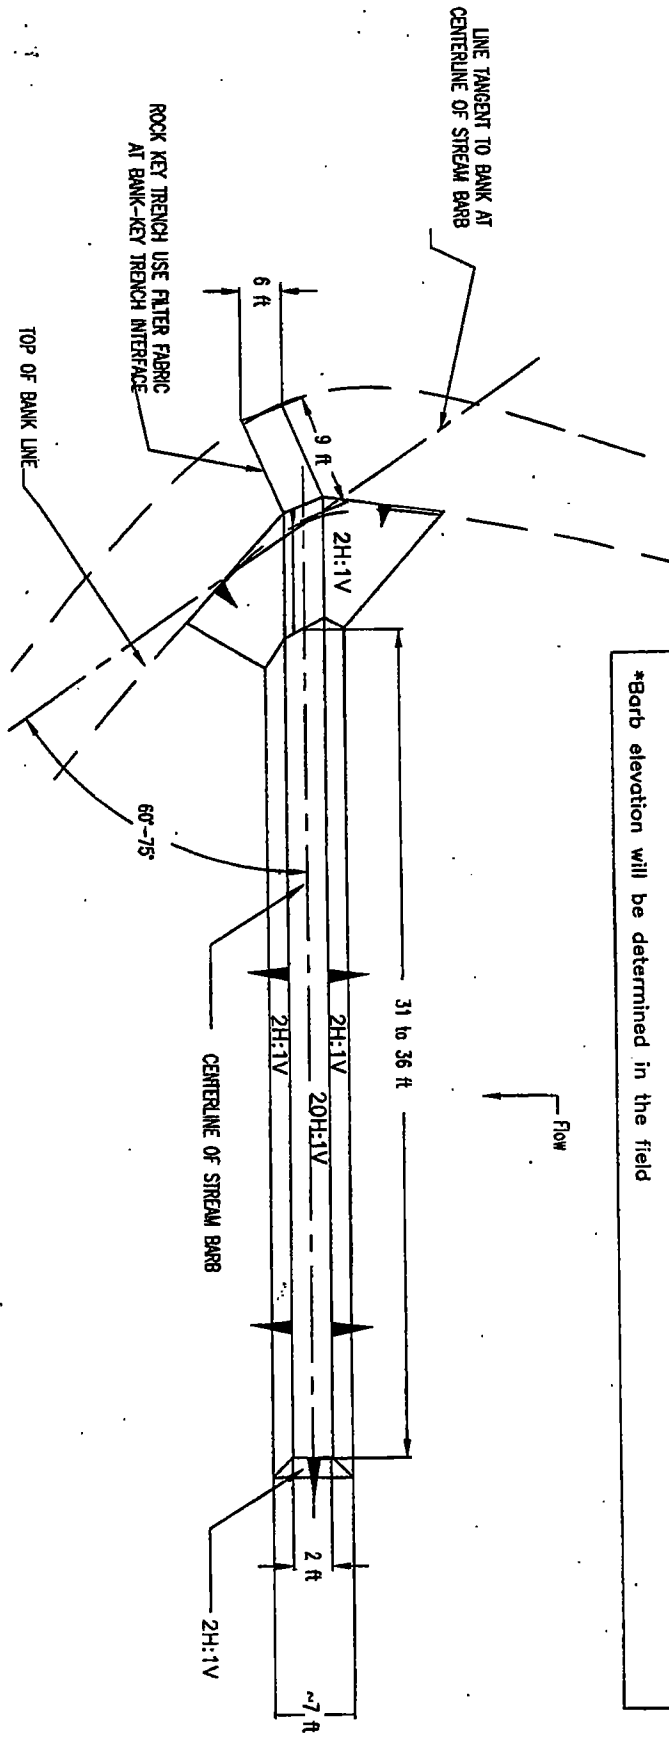 LINE TANGENT TO BANK AT
CENTERLINE OF STREAM BARB
ROCK KEY TRENCH USE FILTER FABRIC
AT BANK-KEY TRENCH INTERFACE
6 ft
TOP OF BANK LINE
9 ft
2H:1V
*Barb elevation will be determined in the field
60°-75°
31 to 36 ft
Flow
2H:1V
2H:1V
20H:1V
CENTERLINE OF STREAM BARB
2 ft
2H:1V
~7 ft